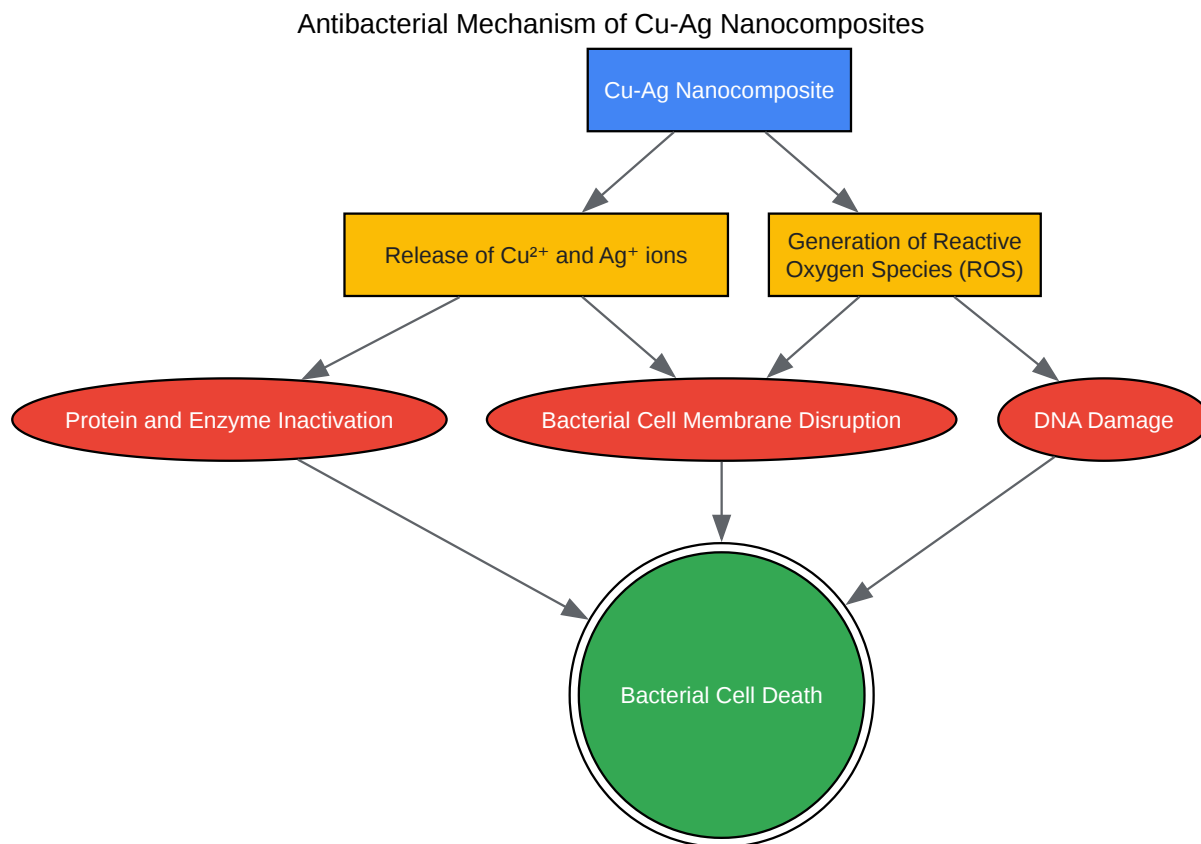 Antibacterial Mechanism of Cu-Ag Nanocomposites
Cu-Ag Nanocomposite
Release of Cu²⁺ and Ag⁺ ions
Generation of Reactive
Oxygen Species (ROS)
Protein and Enzyme Inactivation
Bacterial Cell Membrane Disruption
DNA Damage
Bacterial Cell Death